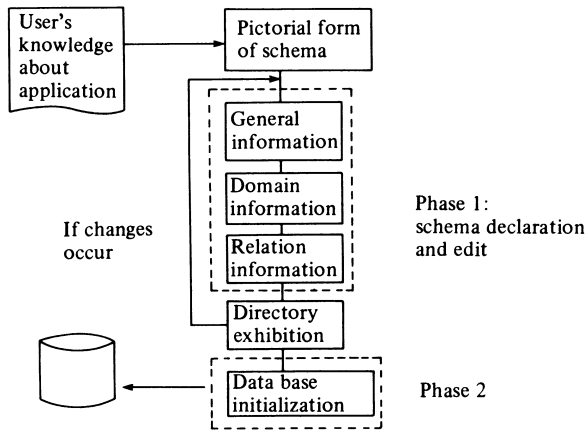 User's
knowledge
about
application
Pictorial form
of schema
General
information
Domain
information
Relation
information
Phase 1:
schema declaration
and edit
If changes
occur
Directory
exhibition
Data base
initialization
Phase 2